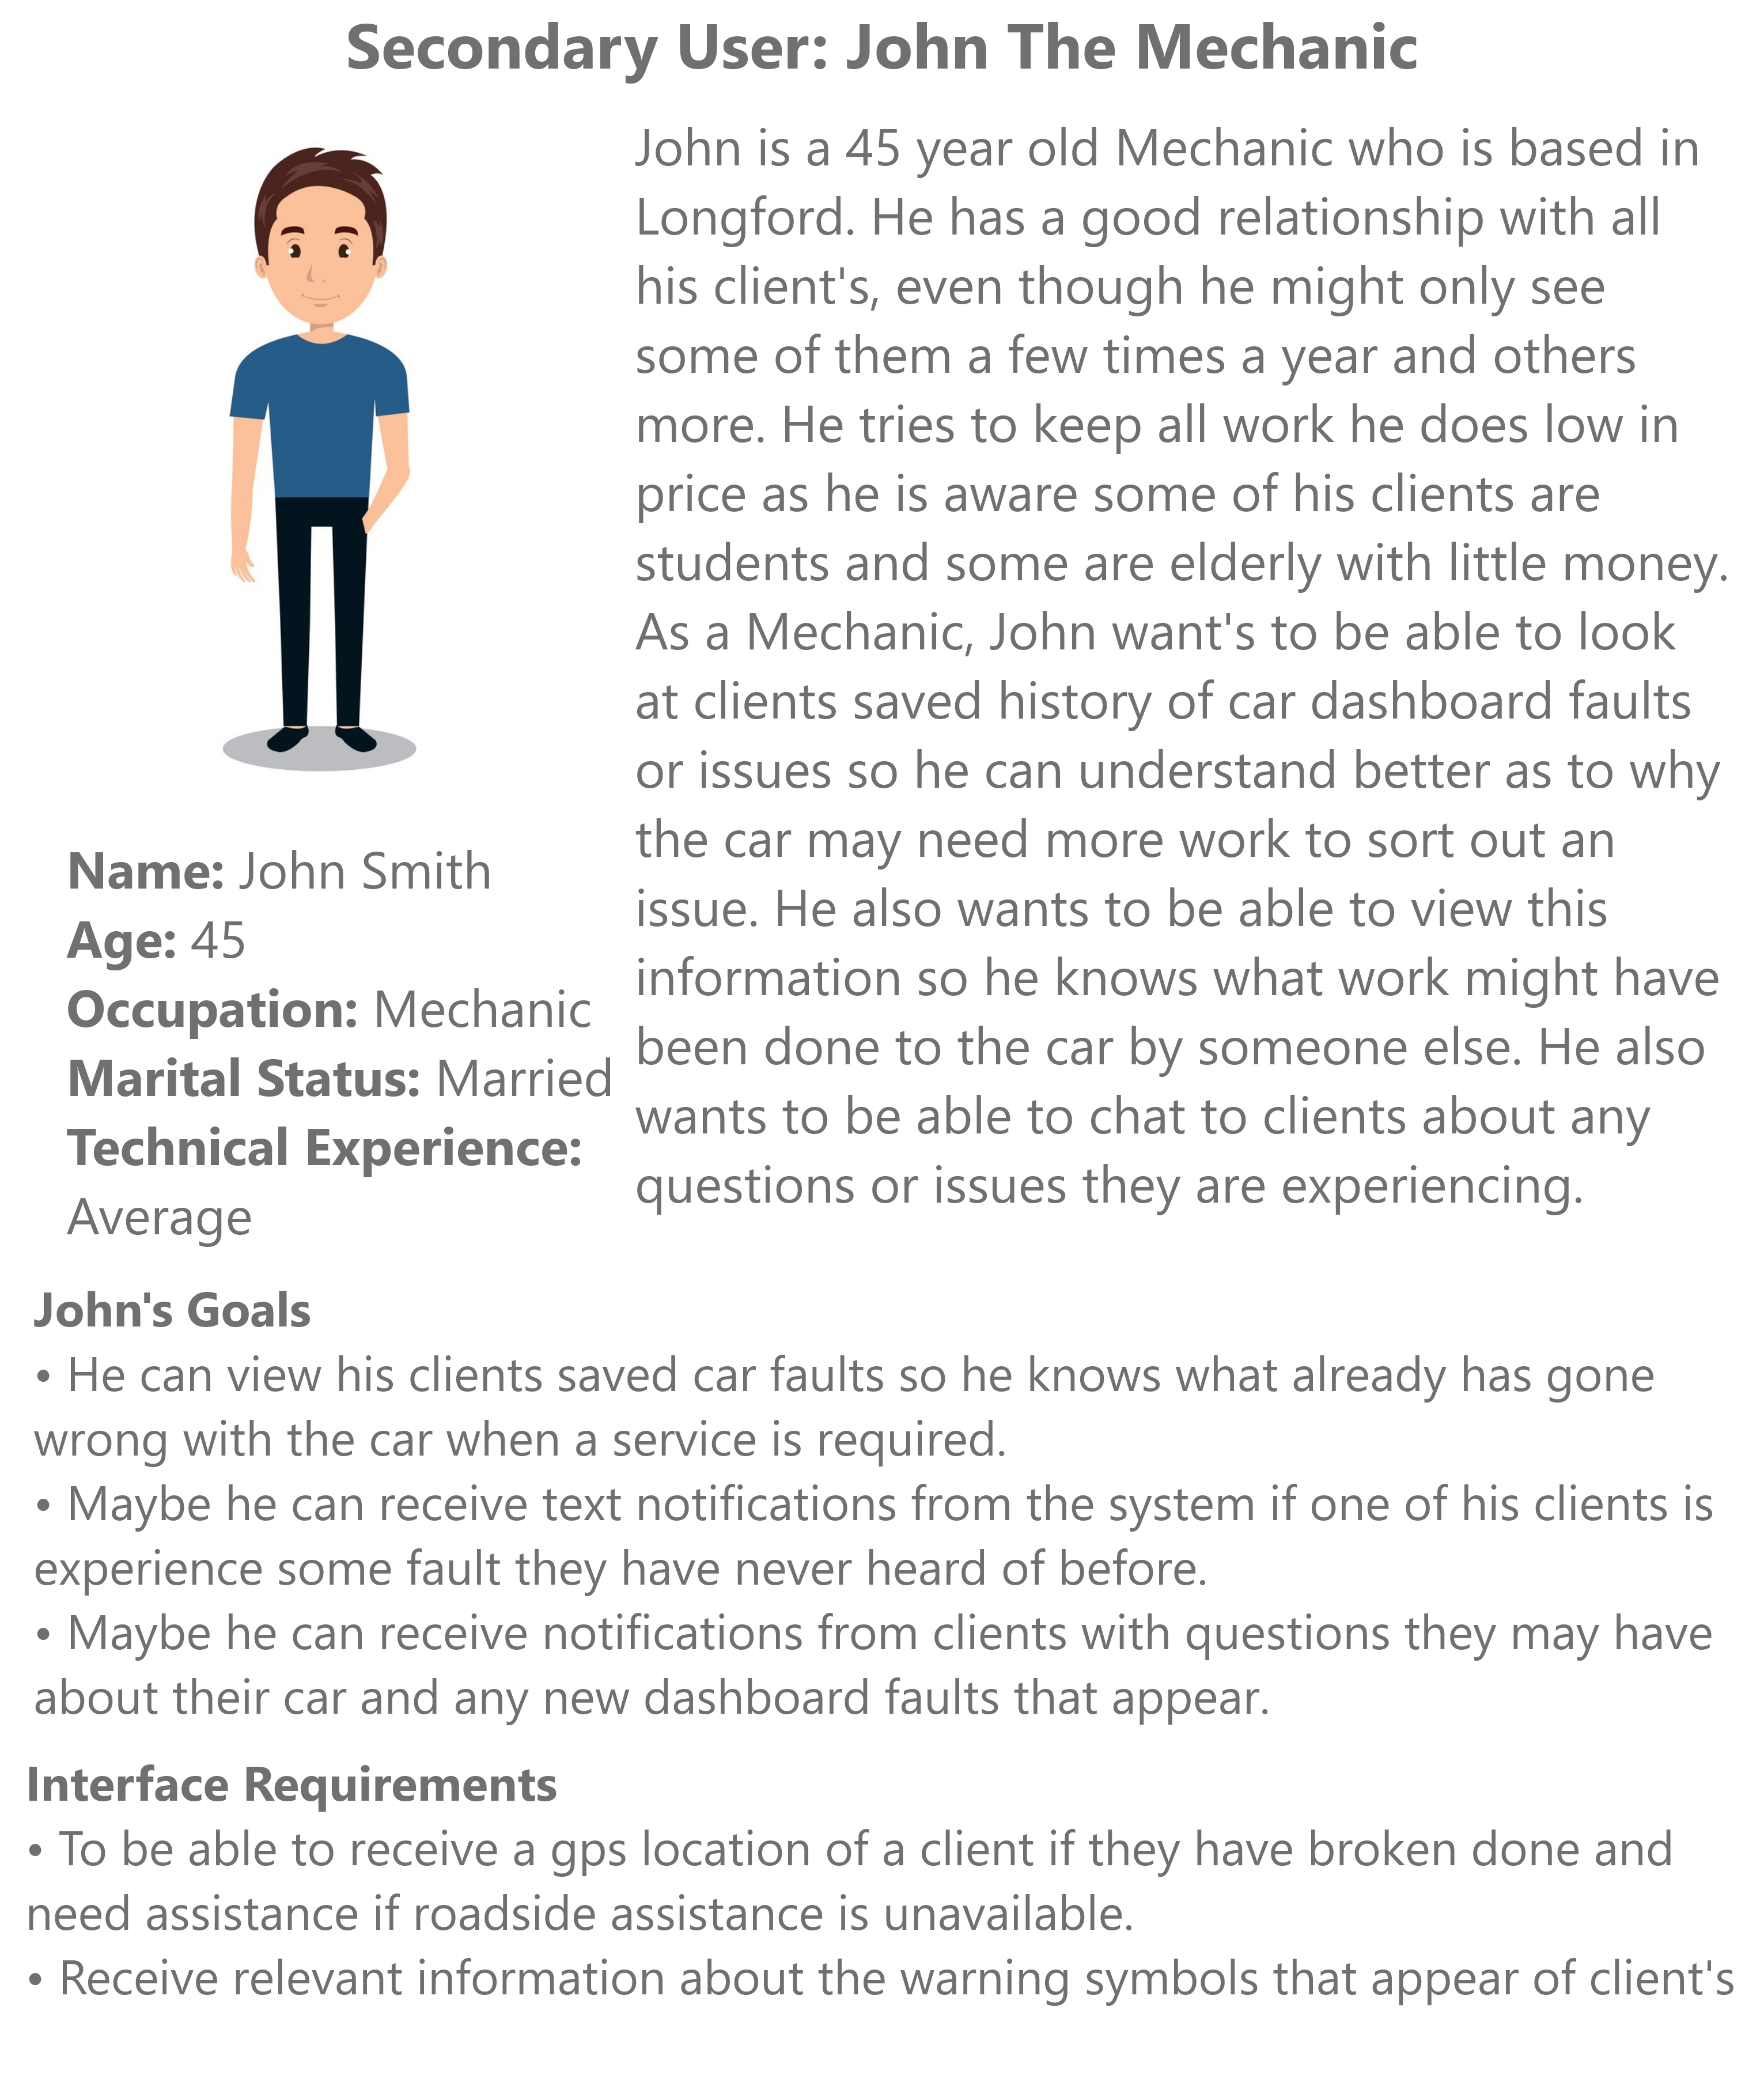 Secondary User: John The Mechanic
John is a 45 year old Mechanic who is based in
Longford. He has a good relationship with all
his client's, even though he might only see
some of them a few times a year and others
more. He tries to keep all work he does low in
price as he is aware some of his clients are
students and some are elderly with little money.
As a Mechanic, John want's to be able to look
at clients saved history of car dashboard faults
or issues so he can understand better as to why
the car may need more work to sort out an
issue. He also wants to be able to view this
information so he knows what work might have
been done to the car by someone else. He also
wants to be able to chat to clients about any
questions or issues they are experiencing.
Name: John Smith
Age: 45
Occupation: Mechanic
Marital Status: Married
Technical Experience:
Average
John's Goals
• He can view his clients saved car faults so he knows what already has gone
wrong with the car when a service is required.
• Maybe he can receive text notifications from the system if one of his clients is
experience some fault they have never heard of before.
• Maybe he can receive notifications from clients with questions they may have
about their car and any new dashboard faults that appear.
Interface Requirements
• To be able to receive a gps location of a client if they have broken done and
need assistance if roadside assistance is unavailable.
• Receive relevant information about the warning symbols that appear of client's